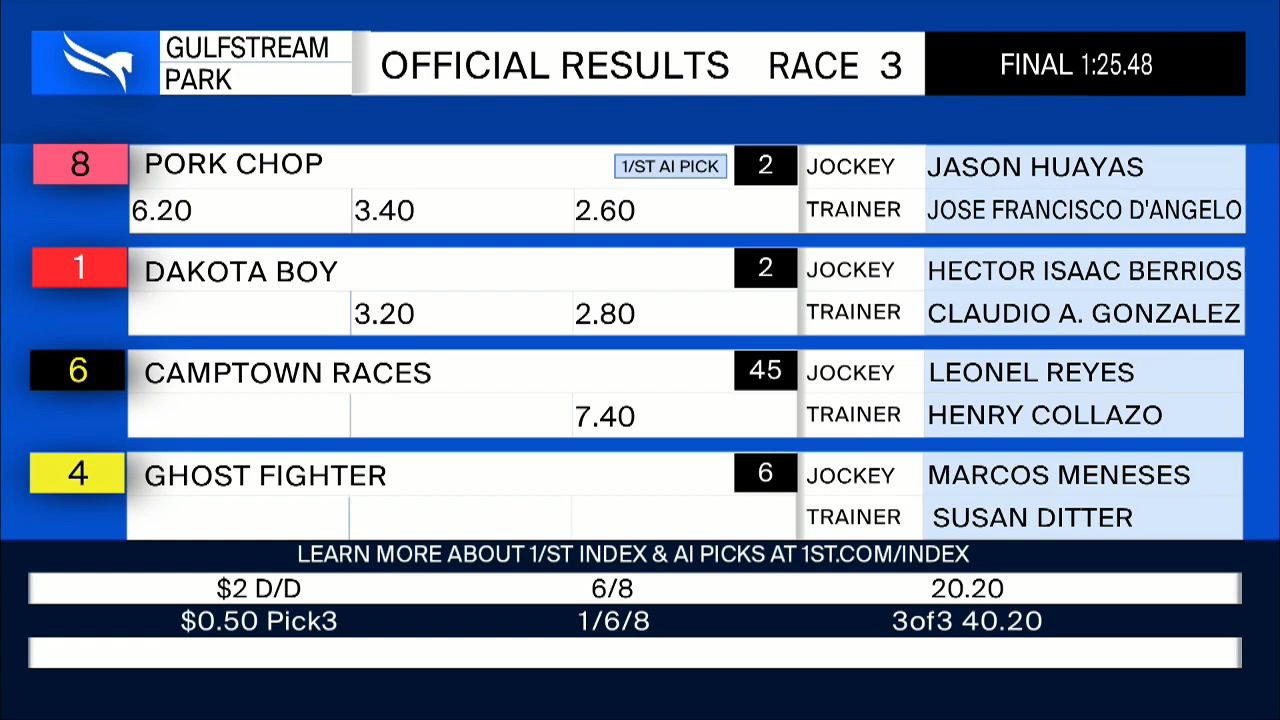 GULFSTREAM
PARK
OFFICIAL RESULTS RACE 3
FINAL 1:25.48
8 PORK CHOP 1/ST AI PICK 2 JOCKEY JASON HUAYAS
6.20 3.40 2.60 TRAINER JOSE FRANCISCO D'ANGELO
1 DAKOTA BOY 2 JOCKEY HECTOR ISAAC BERRIOS
3.20 2.80 TRAINER CLAUDIO A. GONZALEZ
6 CAMPTOWN RACES 45 JOCKEY LEONEL REYES
7.40 TRAINER HENRY COLLAZO
4 GHOST FIGHTER 6 JOCKEY MARCOS MENESES
TRAINER SUSAN DITTER
LEARN MORE ABOUT 1/ST INDEX & AI PICKS AT 1ST.COM/INDEX
$2 D/D 6/8 20.20
$0.50 Pick3 1/6/8 3of3 40.20